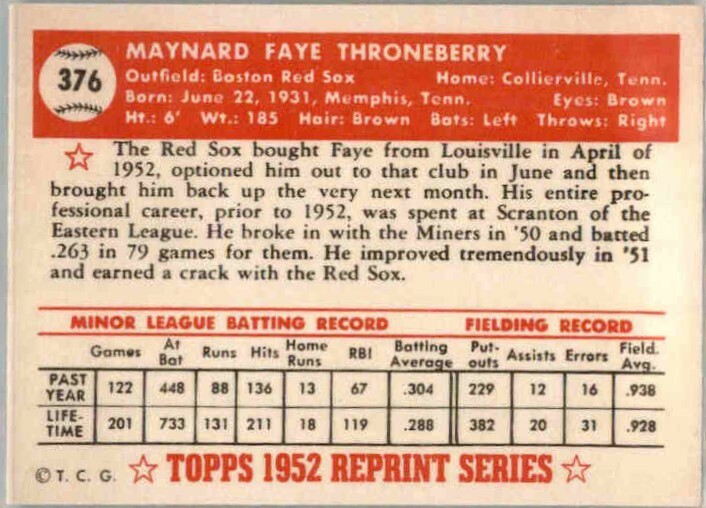 376
MAYNARD FAYE THRONEBERRY
Outfield: Boston Red Sox Home: Collierville, Tenn.
Born: June 22, 1931, Memphis, Tenn. Eyes: Brown
Ht.: 6' Wt.: 185 Hair: Brown Bats: Left Throws: Right
The Red Sox bought Faye from Louisville in April of
1952, optioned him out to that club in June and then
brought him back up the very next month. His entire pro-
fessional career, prior to 1952, was spent at Scranton of the
Eastern League. He broke in with the Miners in '50 and batted
.263 in 79 games for them. He improved tremendously in '51
and earned a crack with the Red Sox.
MINOR LEAGUE BATTING RECORD FIELDING RECORD
Games At Bat Runs Hits Home Runs RBI Batting Average Put-outs Assists Errors Field. Avg.
PAST YEAR 122 448 88 136 13 67 .304 229 12 16 .938
LIFE-TIME 201 733 131 211 18 119 .288 382 20 31 .928
© T. C. G. TOPPS 1952 REPRINT SERIES